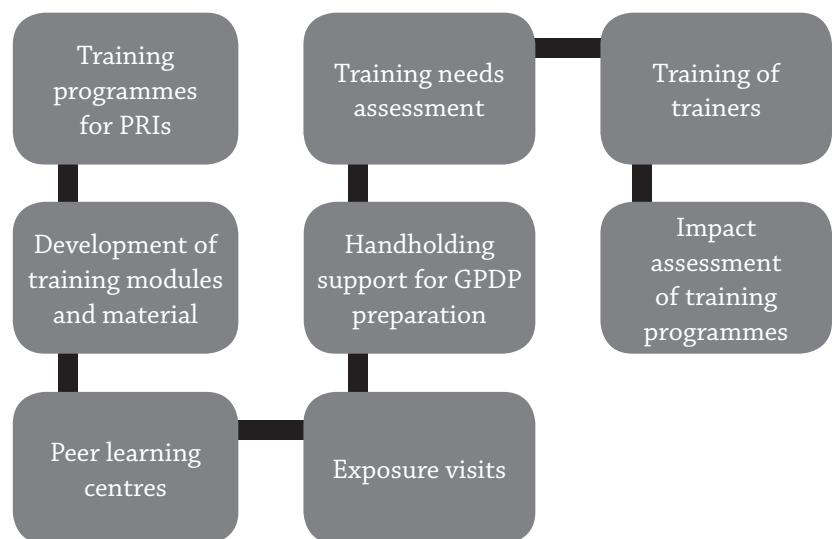 Training
programmes
for PRIs
Development of
training modules
and material
Peer learning
centres
Exposure visits
Handholding
support for GPDP
preparation
Training needs
assessment
Training of
trainers
Impact
assessment
of training
programmes